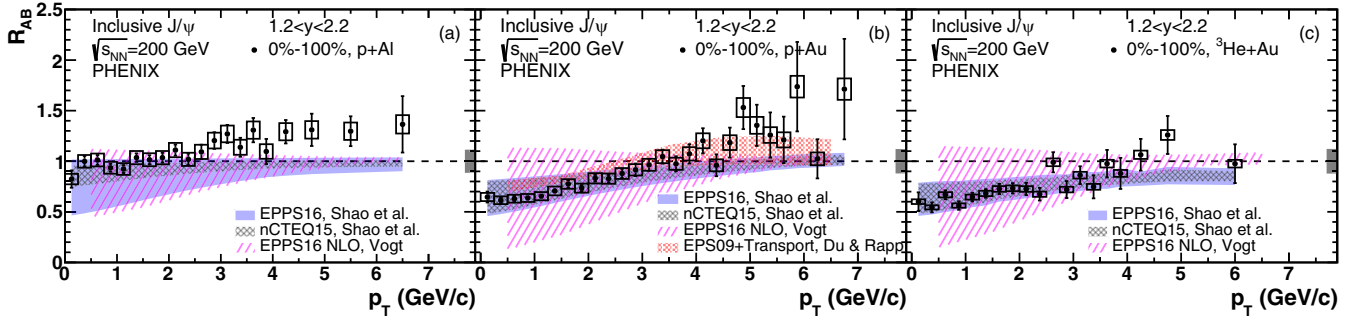 R_AB
2.5
2
1.5
1
0.5
0
Inclusive J/ψ 1.2<y<2.2 (a)
√s_NN=200 GeV • 0%-100%, p+Al
PHENIX
EPPS16, Shao et al.
nCTEQ15, Shao et al.
EPPS16 NLO, Vogt
0 1 2 3 4 5 6 7
p_T (GeV/c)
Inclusive J/ψ 1.2<y<2.2 (b)
√s_NN=200 GeV • 0%-100%, p+Au
PHENIX
EPPS16, Shao et al.
nCTEQ15, Shao et al.
EPPS16 NLO, Vogt
EPS09+Transport, Du & Rapp
0 1 2 3 4 5 6 7
p_T (GeV/c)
Inclusive J/ψ 1.2<y<2.2 (c)
√s_NN=200 GeV • 0%-100%, ³He+Au
PHENIX
EPPS16, Shao et al.
nCTEQ15, Shao et al.
EPPS16 NLO, Vogt
0 1 2 3 4 5 6 7
p_T (GeV/c)